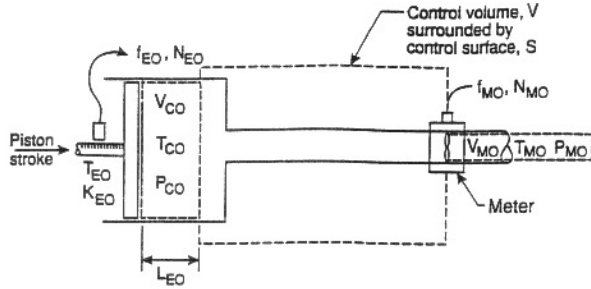 Control volume, V
surrounded by
control surface, S
f_EO, N_EO
f_MO, N_MO
V_CO
Piston
stroke
T_CO
V_MO T_MO P_MO
T_EO
K_EO
P_CO
Meter
L_EO